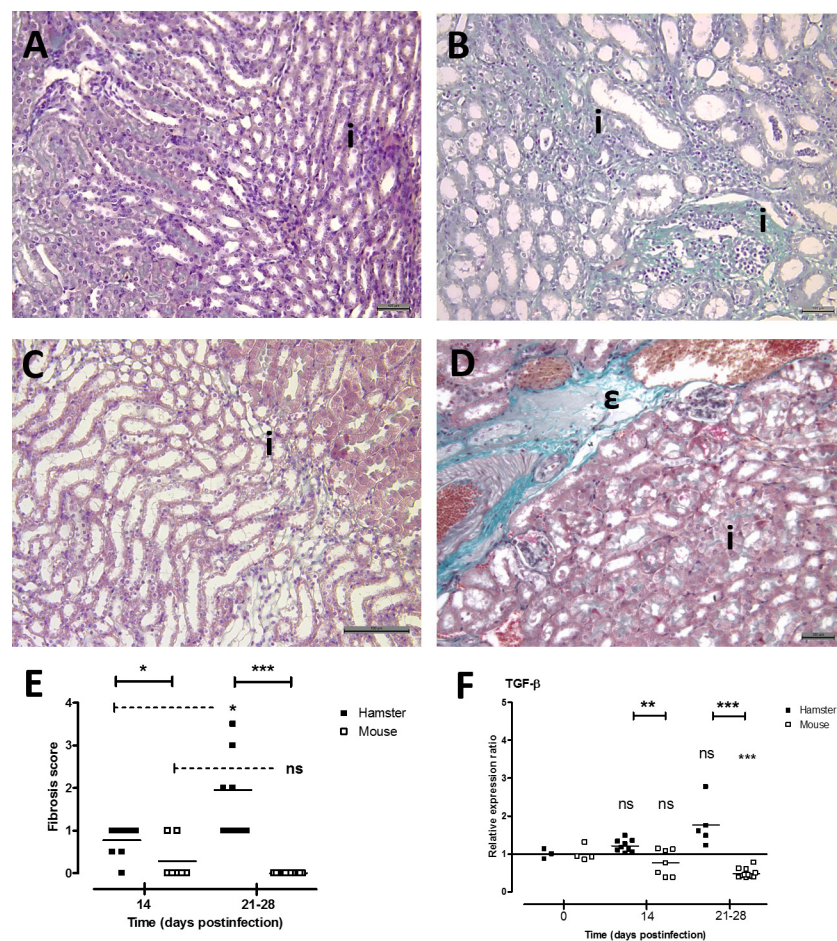 A
B
i
i
i
C
D
ε
i
i
E
* ***
4
*
3
2
ns
1
0
14 21-28
Fibrosis score
Time (days postinfection)
Hamster
Mouse
F
TGF-β
5
** ***
4
ns ***
3
ns ns
2
1
0
0 14 21-28
Relative expression ratio
Time (days postinfection)
Hamster
Mouse